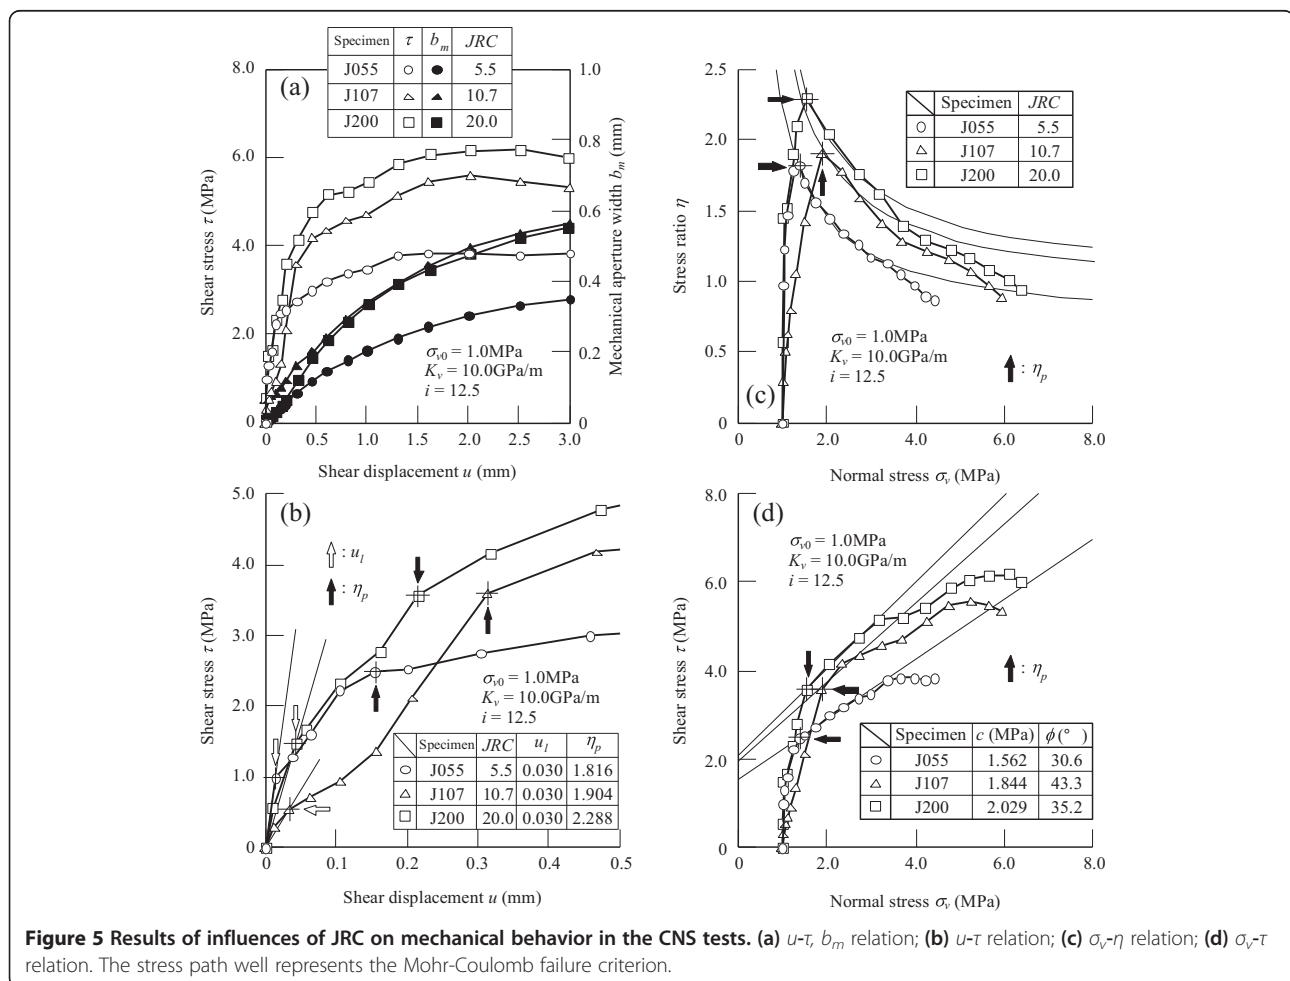 Specimen τ b_m JRC
J055 5.5
J107 10.7
J200 20.0
(a)
8.0
6.0
4.0
2.0
0
Shear stress τ (MPa)
1.0
0.8
0.6
0.4
0.2
0
Mechanical aperture width b_m (mm)
σ_v0 = 1.0MPa
K_v = 10.0GPa/m
i = 12.5
0 0.5 1.0 1.5 2.0 2.5 3.0
Shear displacement u (mm)
2.5
2.0
1.5
1.0
0.5
0
Stress ratio η
Specimen JRC
J055 5.5
J107 10.7
J200 20.0
σ_v0 = 1.0MPa
K_v = 10.0GPa/m
i = 12.5
(c)
: η_p
0 2.0 4.0 6.0 8.0
Normal stress σ_v (MPa)
(b)
5.0
4.0
3.0
2.0
1.0
0
Shear stress τ (MPa)
: u_l
: η_p
σ_v0 = 1.0MPa
K_v = 10.0GPa/m
i = 12.5
Specimen JRC u_l η_p
J055 5.5 0.030 1.816
J107 10.7 0.030 1.904
J200 20.0 0.030 2.288
0 0.1 0.2 0.3 0.4 0.5
Shear displacement u (mm)
(d)
8.0
6.0
4.0
2.0
0
Shear stress τ (MPa)
σ_v0 = 1.0MPa
K_v = 10.0GPa/m
i = 12.5
: η_p
Specimen c (MPa) ϕ (°)
J055 1.562 30.6
J107 1.844 43.3
J200 2.029 35.2
0 2.0 4.0 6.0 8.0
Normal stress σ_v (MPa)
Figure 5 Results of influences of JRC on mechanical behavior in the CNS tests. (a) u-τ, b_m relation; (b) u-τ relation; (c) σ_v-η relation; (d) σ_v-τ
relation. The stress path well represents the Mohr-Coulomb failure criterion.